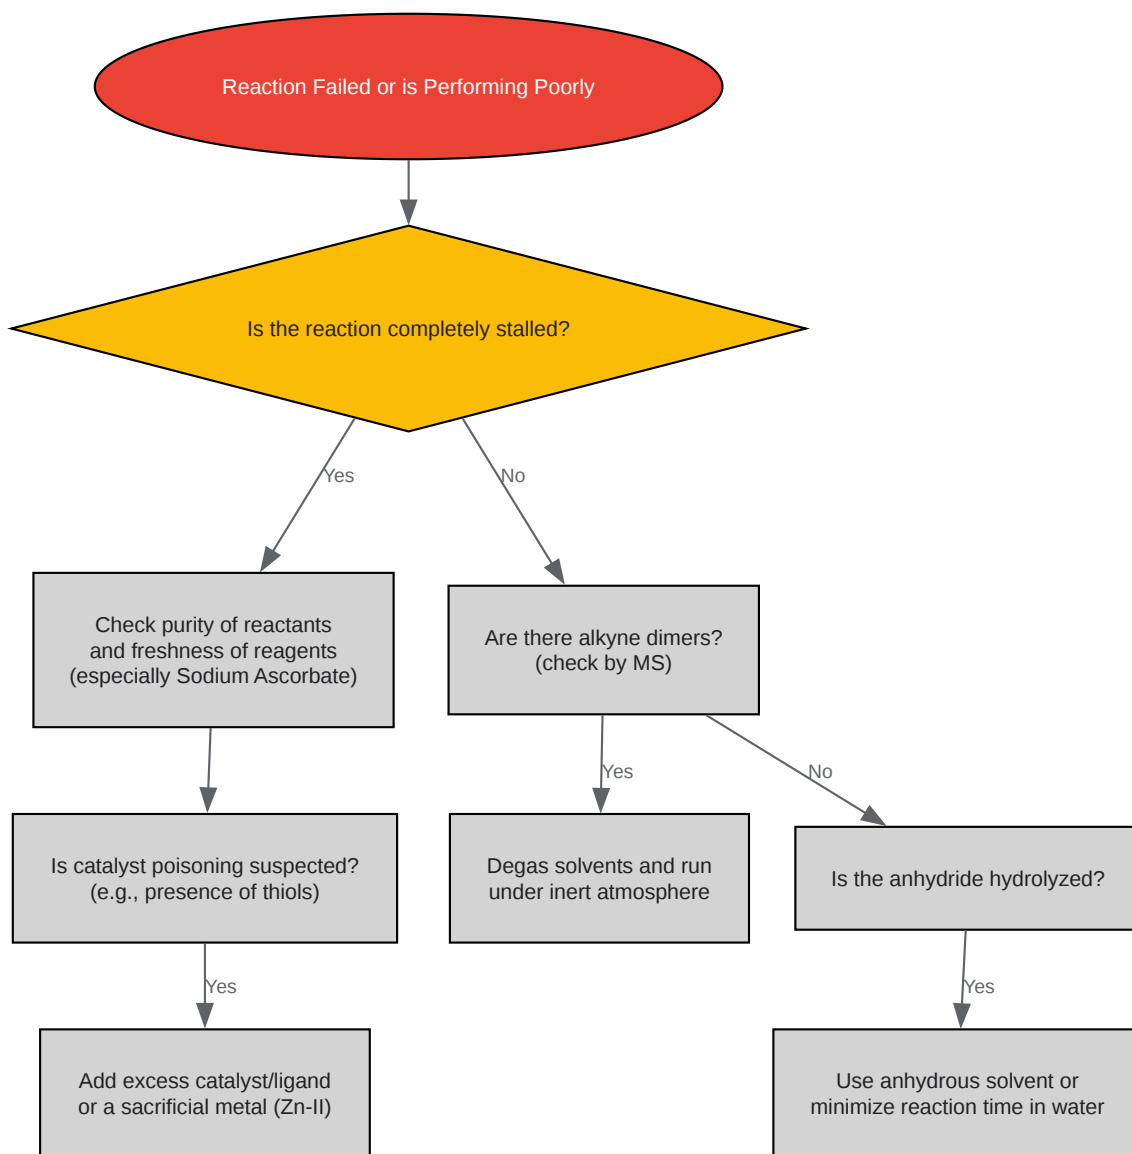 Reaction Failed or is Performing Poorly
Is the reaction completely stalled?
Yes
No
Check purity of reactants
and freshness of reagents
(especially Sodium Ascorbate)
Are there alkyne dimers?
(check by MS)
Yes
No
Is catalyst poisoning suspected?
(e.g., presence of thiols)
Degas solvents and run
under inert atmosphere
Is the anhydride hydrolyzed?
Yes
Yes
Add excess catalyst/ligand
or a sacrificial metal (Zn-II)
Use anhydrous solvent or
minimize reaction time in water